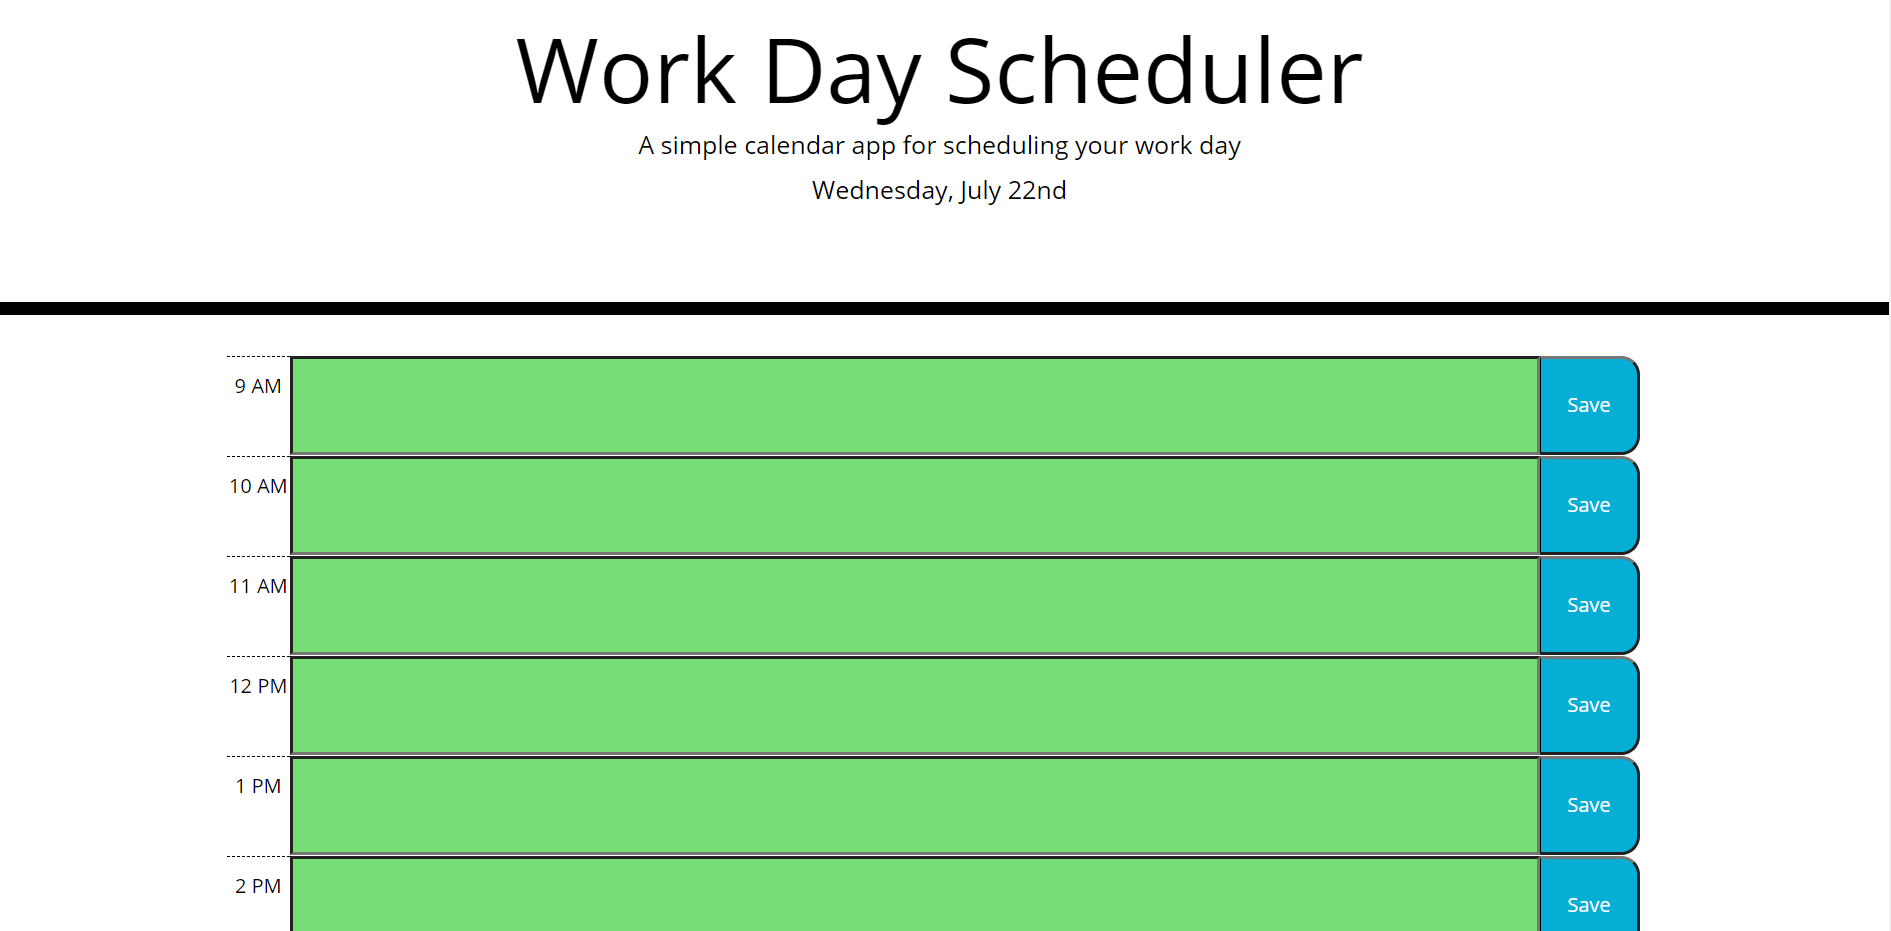 Work Day Scheduler
A simple calendar app for scheduling your work day
Wednesday, July 22nd
9 AM
Save
10 AM
Save
11 AM
Save
12 PM
Save
1 PM
Save
2 PM
Save